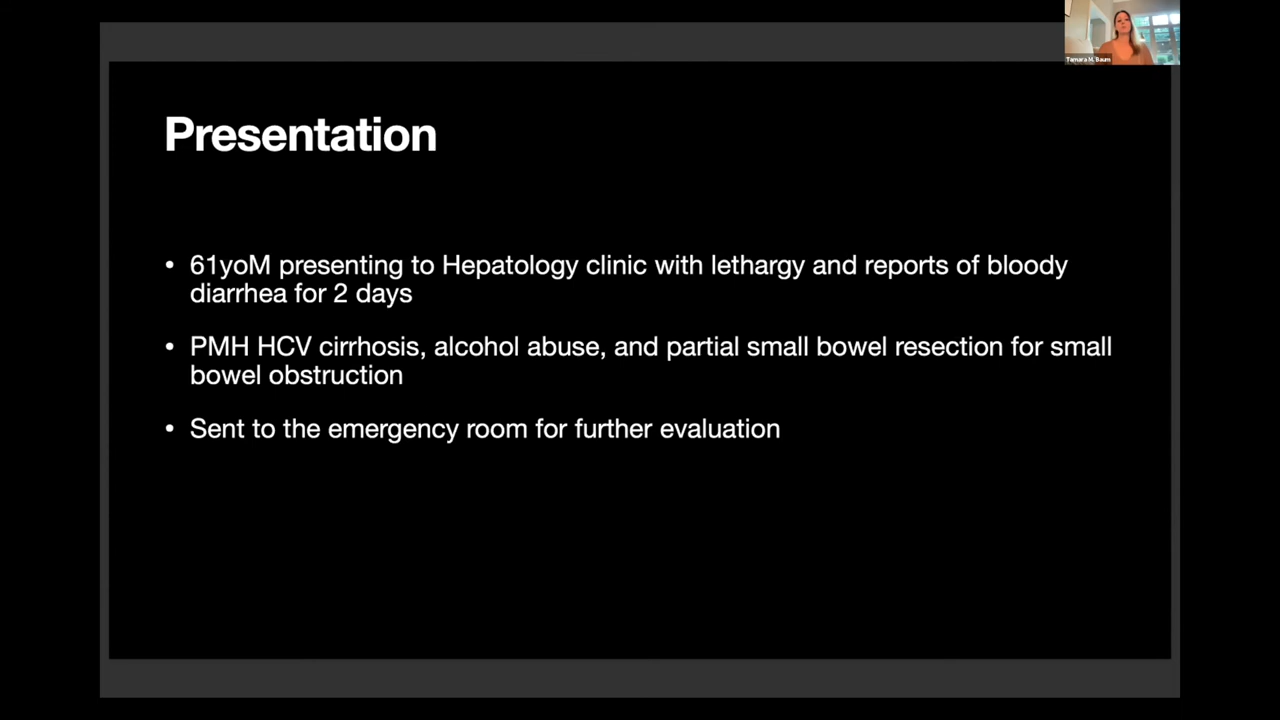 Tamara M. Baum
Presentation
• 61yoM presenting to Hepatology clinic with lethargy and reports of bloody
diarrhea for 2 days
• PMH HCV cirrhosis, alcohol abuse, and partial small bowel resection for small
bowel obstruction
• Sent to the emergency room for further evaluation